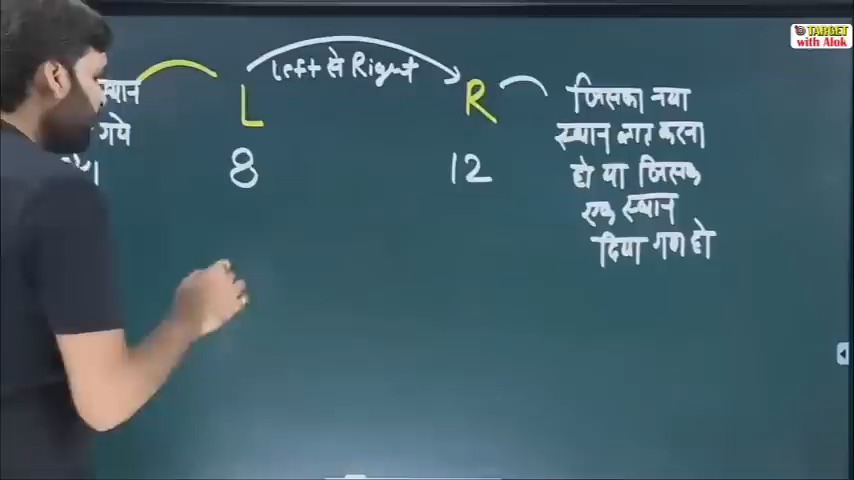 TARGET
with Alok
Left से Right
स्थान
L
R
जिसका नया
गये
स्थान ज्ञात करना
8
12
हो या जिसके
एक स्थान
दिया गया हो